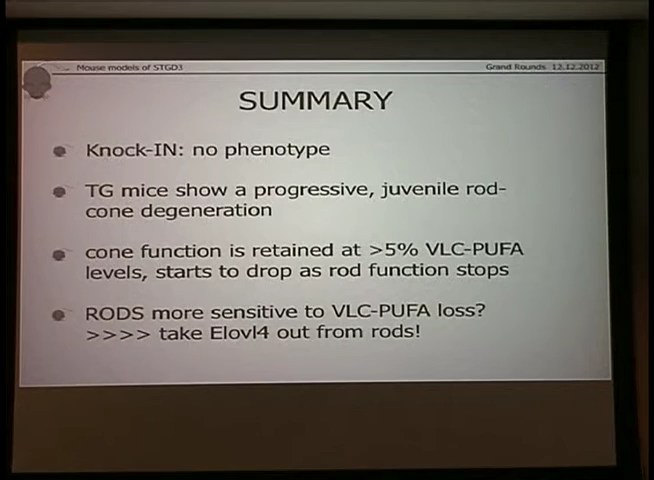 Mouse models of STGD3
Grand Rounds 12.12.2012
SUMMARY
Knock-IN: no phenotype
TG mice show a progressive, juvenile rod-
cone degeneration
cone function is retained at >5% VLC-PUFA
levels, starts to drop as rod function stops
RODS more sensitive to VLC-PUFA loss?
>>>> take Elovl4 out from rods!